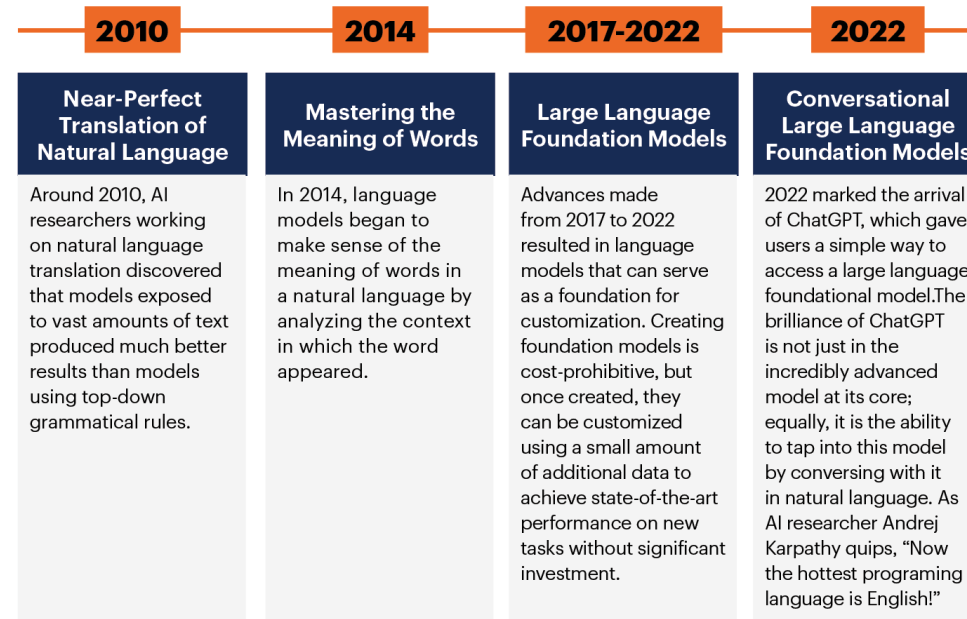 2010
Near-Perfect
Translation of
Natural Language
Around 2010, AI
researchers working
on natural language
translation discovered
that models exposed
to vast amounts of text
produced much better
results than models
using top-down
grammatical rules.
2014
Mastering the
Meaning of Words
In 2014, language
models began to
make sense of the
meaning of words in
a natural language by
analyzing the context
in which the word
appeared.
2017-2022
Large Language
Foundation Models
Advances made
from 2017 to 2022
resulted in language
models that can serve
as a foundation for
customization. Creating
foundation models is
cost-prohibitive, but
once created, they
can be customized
using a small amount
of additional data to
achieve state-of-the-art
performance on new
tasks without significant
investment.
2022
Conversational
Large Language
Foundation Models
2022 marked the arrival
of ChatGPT, which gave
users a simple way to
access a large language
foundational model.The
brilliance of ChatGPT
is not just in the
incredibly advanced
model at its core;
equally, it is the ability
to tap into this model
by conversing with it
in natural language. As
AI researcher Andrej
Karpathy quips, “Now
the hottest programing
language is English!”